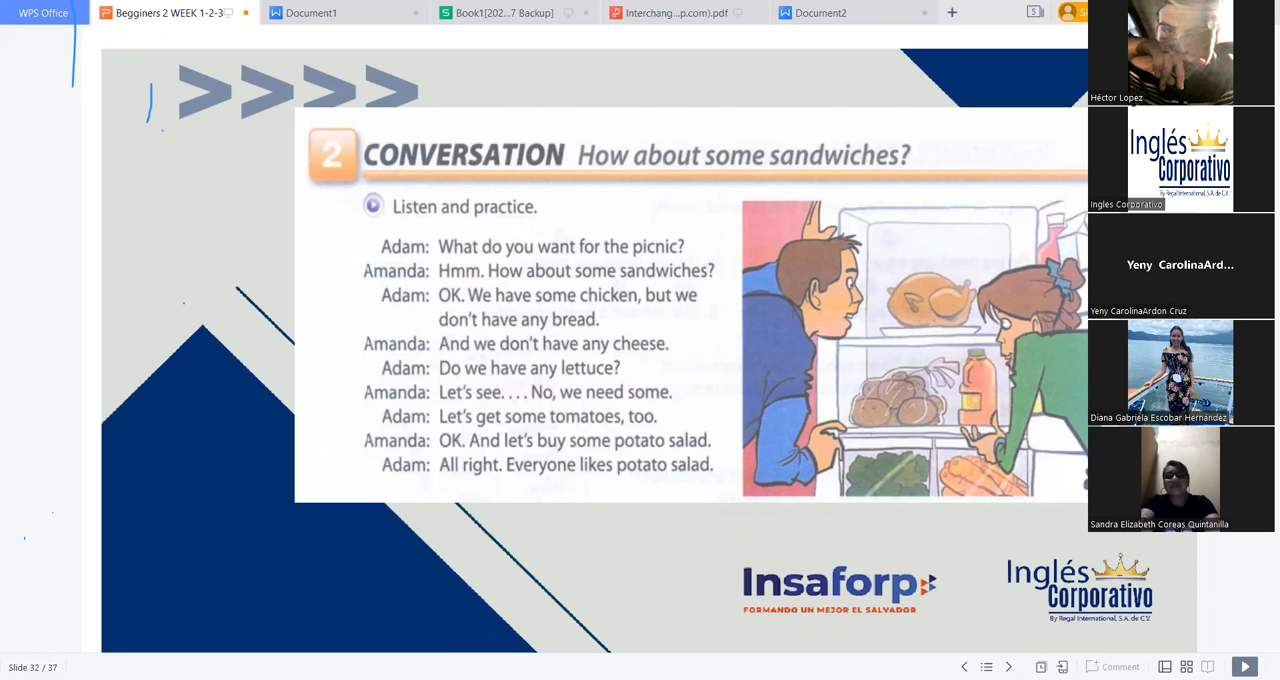 WPS Office
Begginers 2 WEEK 1-2-3
Document1
Book1[202...7 Backup]
Interchang...p.com).pdf
Document2
5
2 CONVERSATION How about some sandwiches?
Listen and practice.
Adam: What do you want for the picnic?
Amanda: Hmm. How about some sandwiches?
Adam: OK. We have some chicken, but we
don't have any bread.
Amanda: And we don't have any cheese.
Adam: Do we have any lettuce?
Amanda: Let's see. . . . No, we need some.
Adam: Let's get some tomatoes, too.
Amanda: OK. And let's buy some potato salad.
Adam: All right. Everyone likes potato salad.
Insaforp
FORMANDO UN MEJOR EL SALVADOR
Inglés
Corporativo
By Regal International, S.A. de C.V.
Héctor Lopez
Inglés
Corporativo
By Regal International, S.A. de C.V.
Ingles Corporativo
Yeny CarolinaArd...
Yeny CarolinaArdon Cruz
Diana Gabriela Escobar Hernández
Sandra Elizabeth Coreas Quintanilla
Slide 32 / 37
Comment